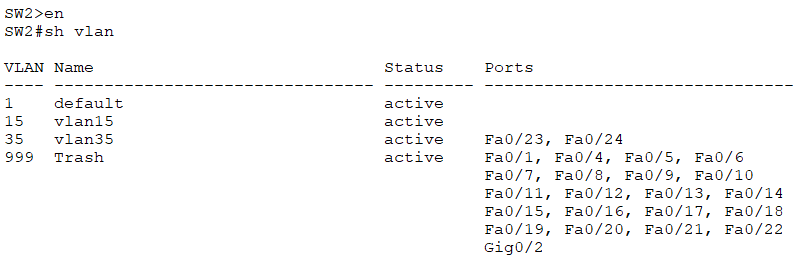 SW2>en
SW2#sh vlan
VLAN Name                             Status    Ports
---- -------------------------------- --------- -------------------------------
1    default                          active
15   vlan15                           active
35   vlan35                           active    Fa0/23, Fa0/24
999  Trash                            active    Fa0/1, Fa0/4, Fa0/5, Fa0/6
                                                Fa0/7, Fa0/8, Fa0/9, Fa0/10
                                                Fa0/11, Fa0/12, Fa0/13, Fa0/14
                                                Fa0/15, Fa0/16, Fa0/17, Fa0/18
                                                Fa0/19, Fa0/20, Fa0/21, Fa0/22
                                                Gig0/2